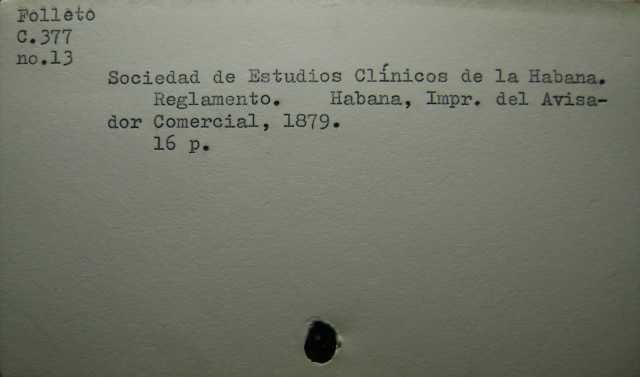 Folleto
C.377
no.13
Sociedad de Estudios Clínicos de la Habana.
Reglamento. Habana, Impr. del Avisa-
dor Comercial, 1879.
16 p.